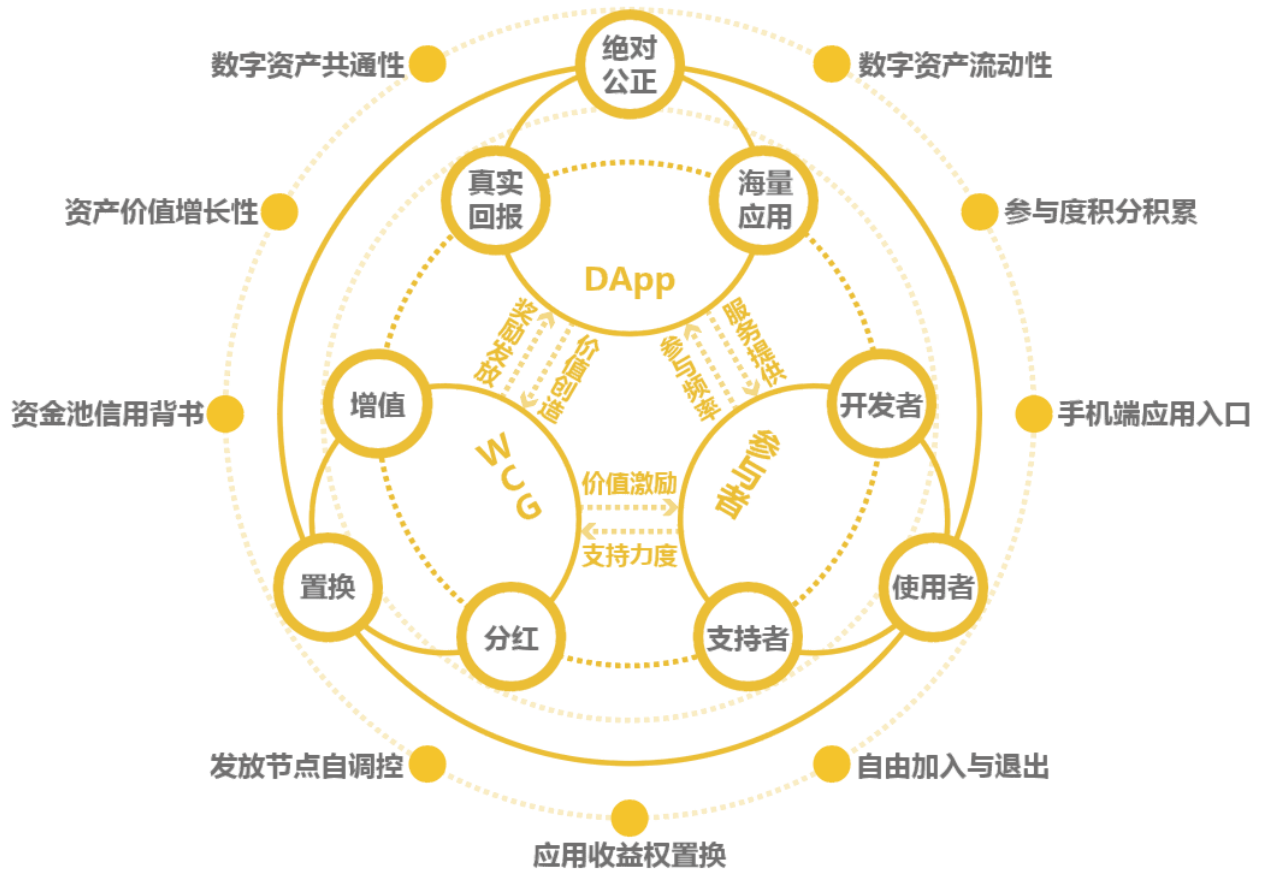 绝对
公正
数字资产共通性
数字资产流动性
真实
回报
海量
应用
资产价值增长性
参与度积分积累
DApp
奖励发放
价值创造
参与频率
服务提供
增值
开发者
资金池信用背书
手机端应用入口
WCG
参与者
价值激励
支持力度
置换
使用者
分红
支持者
发放节点自调控
自由加入与退出
应用收益权置换